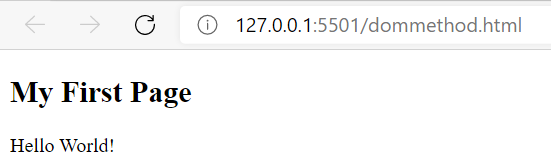 127.0.0.1:5501/dommethod.html
My First Page
Hello World!